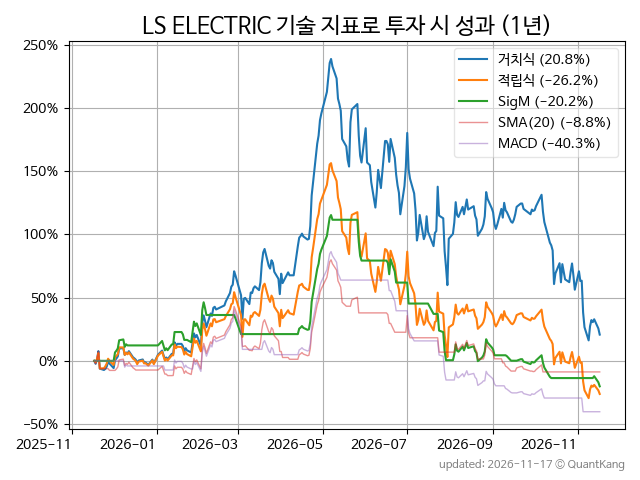 LS ELECTRIC 기술 지표로 투자 시 성과 (1년)
250%
200%
150%
100%
50%
0%
−50%
거치식 (20.8%)
적립식 (−26.2%)
SigM (−20.2%)
SMA(20) (−8.8%)
MACD (−40.3%)
2025-11
2026-01
2026-03
2026-05
2026-07
2026-09
2026-11
updated: 2026-11-17 © QuantKang